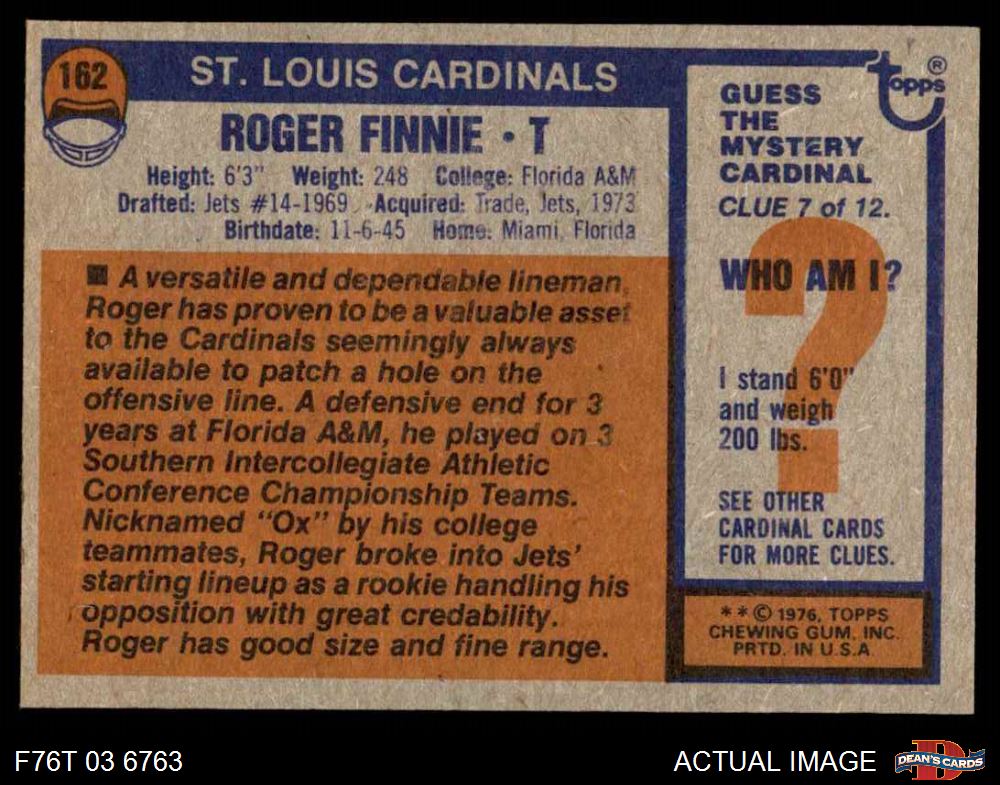 162
ST. LOUIS CARDINALS
ROGER FINNIE • T
Height: 6'3" Weight: 248 College: Florida A&M
Drafted: Jets #14-1969 Acquired: Trade, Jets, 1973
Birthdate: 11-6-45 Home: Miami, Florida
■ A versatile and dependable lineman,
Roger has proven to be a valuable asset
to the Cardinals seemingly always
available to patch a hole on the
offensive line. A defensive end for 3
years at Florida A&M, he played on 3
Southern Intercollegiate Athletic
Conference Championship Teams.
Nicknamed "Ox" by his college
teammates, Roger broke into Jets'
starting lineup as a rookie handling his
opposition with great credability.
Roger has good size and fine range.
topps®
GUESS
THE
MYSTERY
CARDINAL
CLUE 7 of 12.
WHO AM I?
?
I stand 6'0"
and weigh
200 lbs.
SEE OTHER
CARDINAL CARDS
FOR MORE CLUES.
**© 1976, TOPPS
CHEWING GUM, INC.
PRTD. IN U.S.A.
F76T 03 6763
ACTUAL IMAGE
D
DEAN'S CARDS